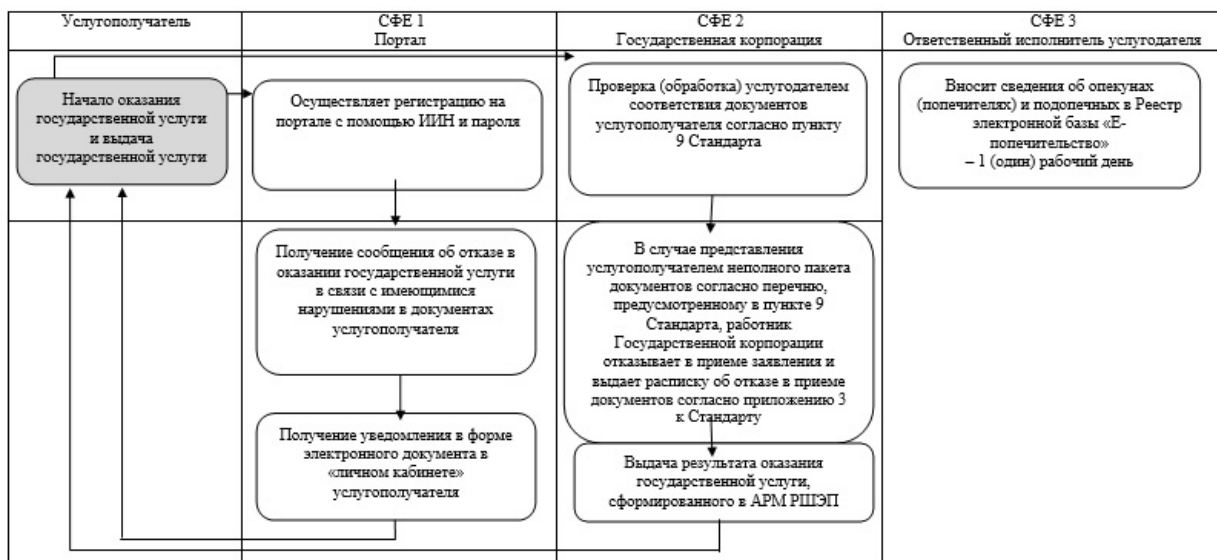 Услугополучатель
СФЕ 1
Портал
СФЕ 2
Государственная корпорация
СФЕ 3
Ответственный исполнитель услугодателя
Начало оказания
государственной услуги
и выдача
государственной услуги
Осуществляет регистрацию на
портале с помощью ИИН и пароля
Проверка (обработка) услугодателем
соответствия документов
услугополучателя согласно пункту
9 Стандарта
Вносит сведения об опекунах
(попечителях) и подопечных в Реестр
электронной базы «Е-
попечительство»
– 1 (один) рабочий день
Получение сообщения об отказе в
оказании государственной услуги
в связи с имеющимися
нарушениями в документах
услугополучателя
В случае представления
услугополучателем неполного пакета
документов согласно перечню,
предусмотренному в пункте 9
Стандарта, работник
Государственной корпорации
отказывает в приеме заявления и
выдает расписку об отказе в приеме
документов согласно приложению 3
к Стандарту
Получение уведомления в форме
электронного документа в
«личном кабинете»
услугополучателя
Выдача результата оказания
государственной услуги,
сформированного в АРМ РШЭП